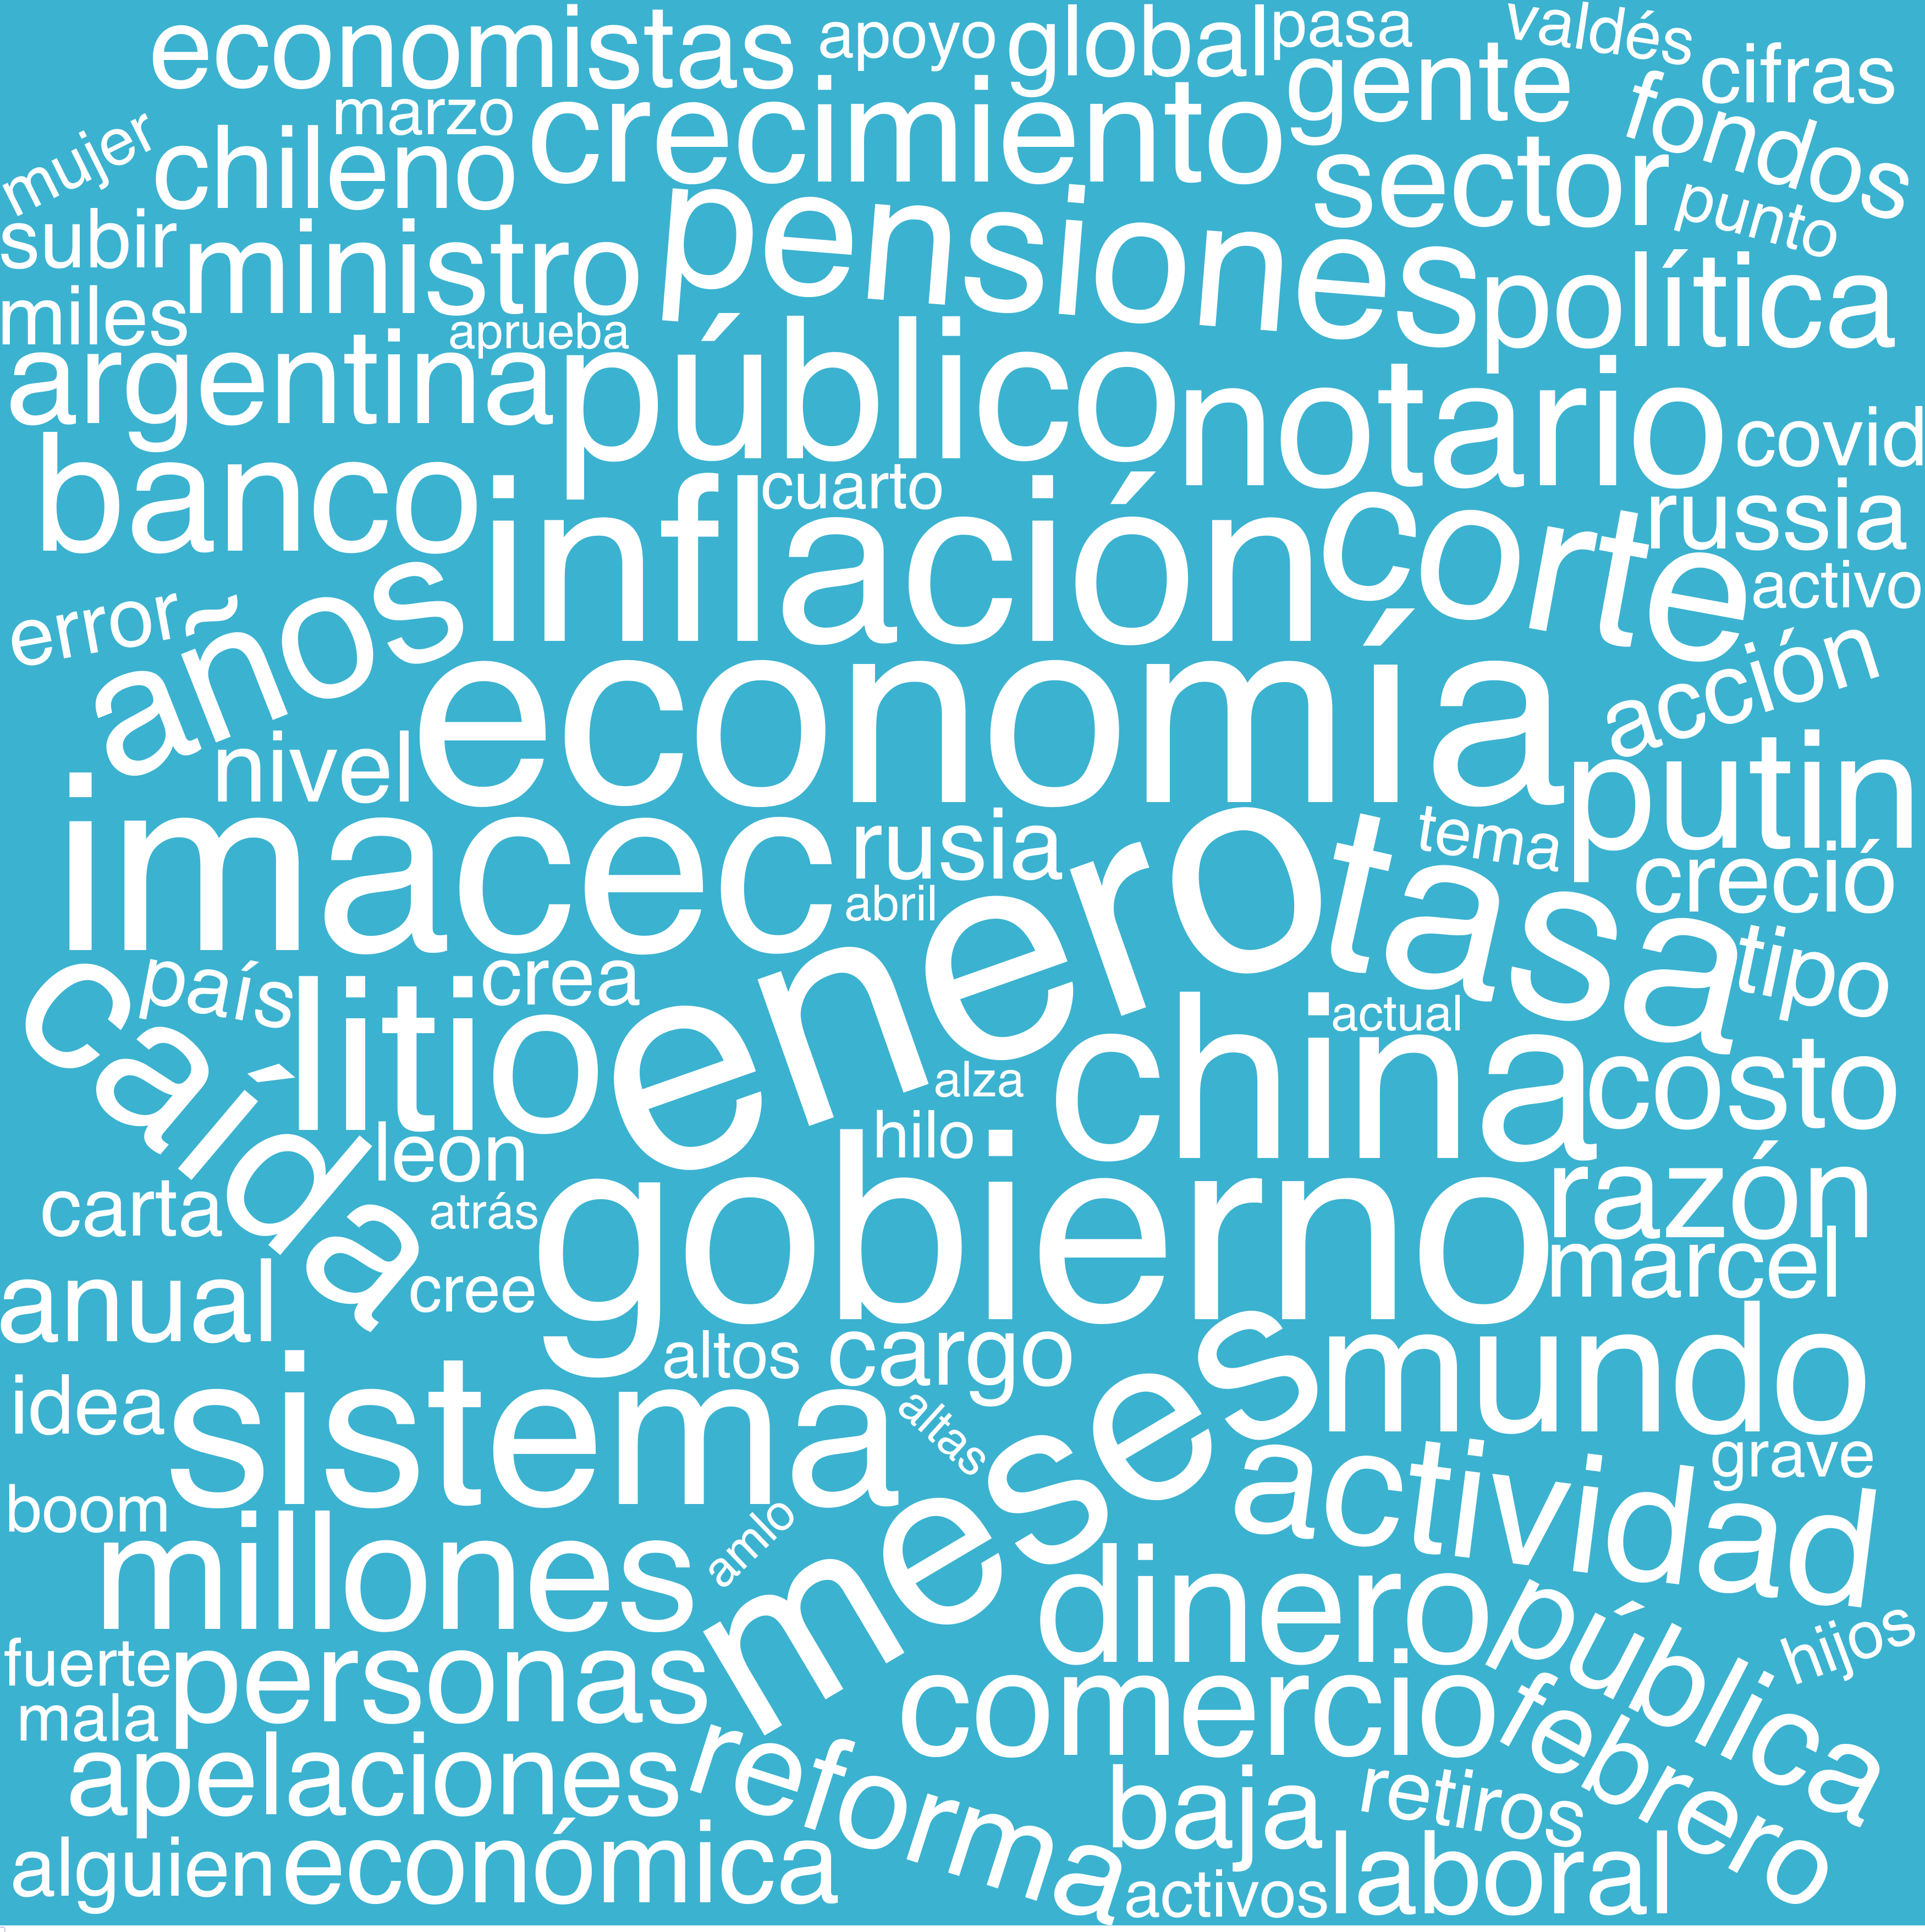 economistas apoyo global pasa valdés
mujer marzo crecimiento gente cifras
chileno sector fondos
subir ministro pensiones punto
miles aprueba política
argentina público notario covid
banco cuarto corte russia
error años inflación activo
nivel economía acción
imacec rusia tema putin
abril creció
caída país crea enero tasa tipo
litio alza china actual costo
leon hilo
carta atrás gobierno razón
anual cree marcel
altos cargo mundo
idea sistema altas meses actividad grave
boom amlo
millones dinero pública hijos
fuerte personas comercio febrero
mala
apelaciones reforma baja retiros
alguien económica activos laboral